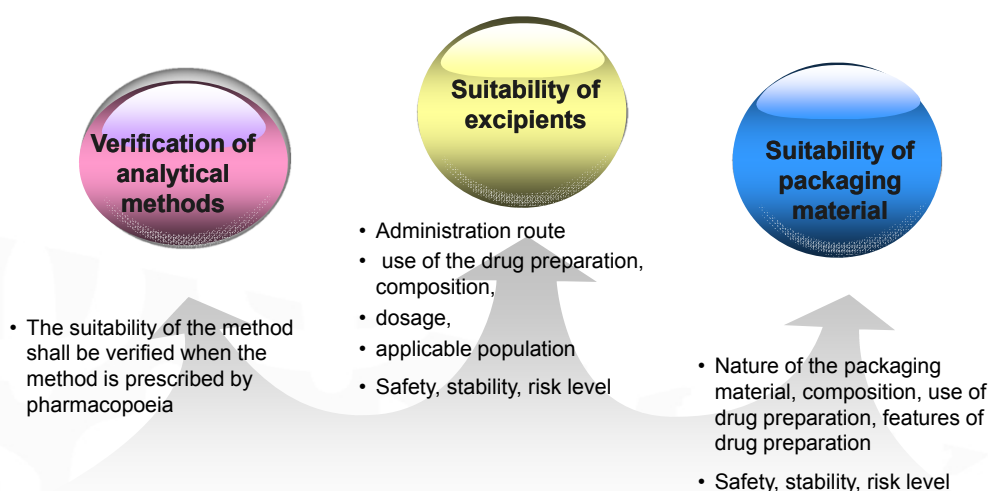 Verification of
analytical
methods
• The suitability of the method
shall be verified when the
method is prescribed by
pharmacopoeia
Suitability of
excipients
• Administration route
• use of the drug preparation,
composition,
• dosage,
• applicable population
• Safety, stability, risk level
Suitability of
packaging
material
• Nature of the packaging
material, composition, use of
drug preparation, features of
drug preparation
• Safety, stability, risk level